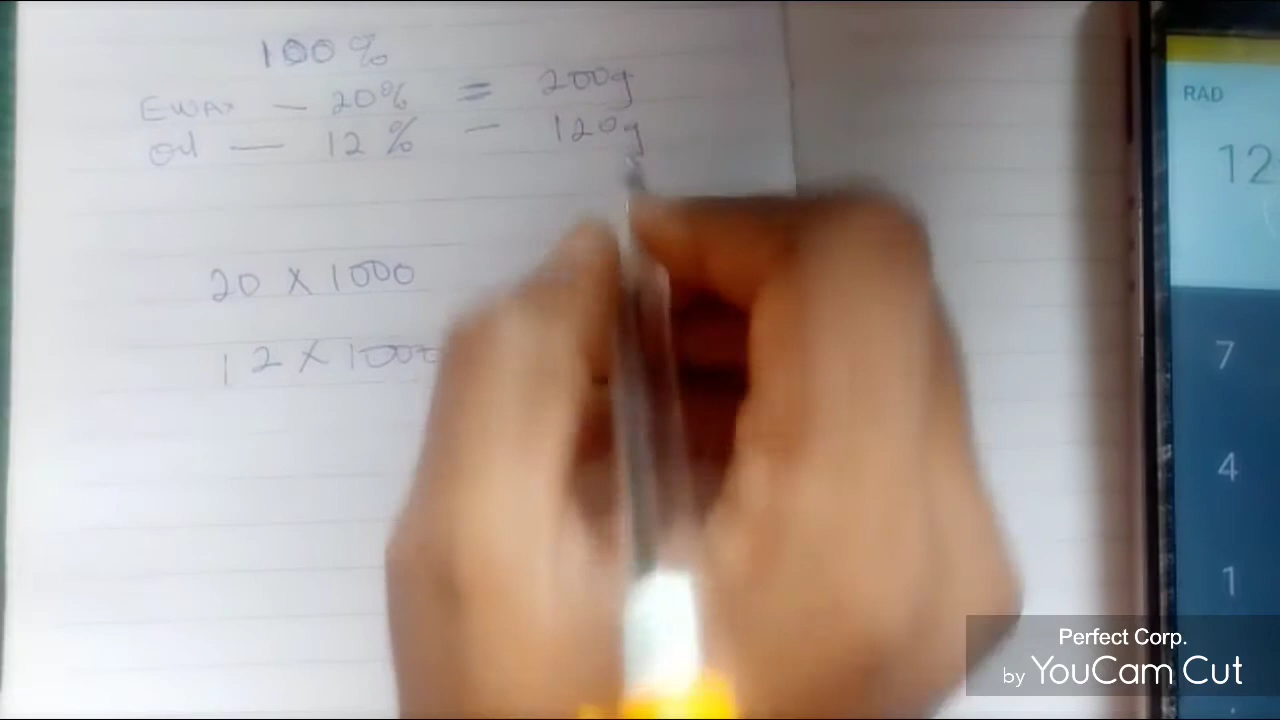 100%
EWAX — 20% = 200g
Oil — 12% — 120g
20 X 1000
12 X 1000
RAD
12
7
4
1
Perfect Corp.
by YouCam Cut